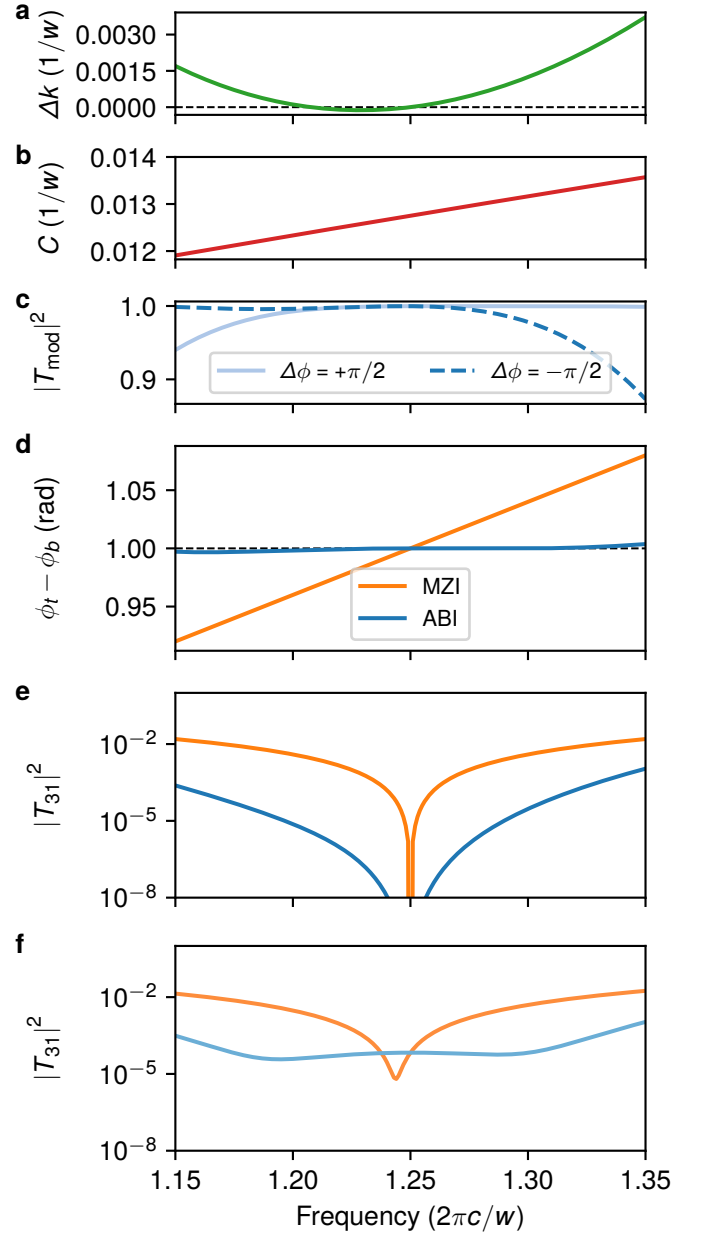 a
0.0030
0.0015
0.0000
Δk (1/w)
b
0.014
0.013
0.012
C (1/w)
c
1.0
0.9
|T_mod|²
Δϕ = +π/2
Δϕ = −π/2
d
1.05
1.00
0.95
ϕ_t − ϕ_b (rad)
MZI
ABI
e
10⁻²
10⁻⁵
10⁻⁸
|T₃₁|²
f
10⁻²
10⁻⁵
10⁻⁸
|T₃₁|²
1.15 1.20 1.25 1.30 1.35
Frequency (2πc/w)